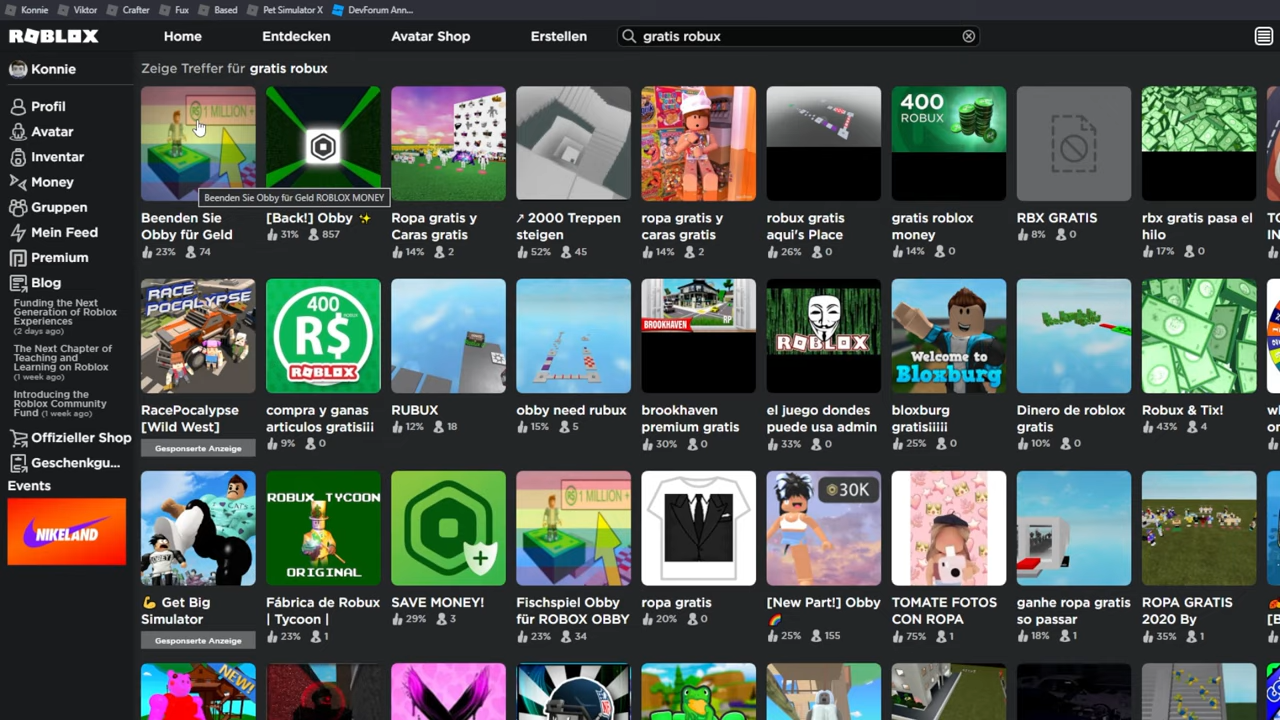 Konnie
Viktor
Crafter
Fux
Based
Pet Simulator X
DevForum Ann...
ROBLOX
Home
Entdecken
Avatar Shop
Erstellen
gratis robux
Konnie
Profil
Avatar
Inventar
Money
Gruppen
Mein Feed
Premium
Blog
Funding the Next
Generation of Roblox
Experiences
(2 days ago)
The Next Chapter of
Teaching and
Learning on Roblox
(1 week ago)
Introducing the
Roblox Community
Fund (1 week ago)
Offizieller Shop
Geschenkgu...
Events
NIKELAND
Zeige Treffer für gratis robux
1 MILLION+
Beenden Sie Obby für Geld ROBLOX MONEY
Beenden Sie
Obby für Geld
23% 74
[Back!] Obby ✨
31% 857
Ropa gratis y
Caras gratis
14% 2
↗ 2000 Treppen
steigen
52% 45
ropa gratis y
caras gratis
14% 2
robux gratis
aqui's Place
26% 0
400
ROBUX
gratis roblox
money
14% 0
RBX GRATIS
8% 0
rbx gratis pasa el
hilo
17% 0
RACE
POCALYPSE
RacePocalypse
[Wild West]
Gesponserte Anzeige
400
ROBUX
R$
ROBLOX
compra y ganas
articulos gratis¡¡¡
9% 0
RUBUX
12% 18
obby need rubux
15% 5
BROOKHAVEN
RP
brookhaven
premium gratis
30% 0
ROBLOX
el juego dondes
puede usa admin
33% 0
Welcome to
Bloxburg
bloxburg
gratis¡¡¡¡¡
25% 0
Dinero de roblox
gratis
10% 0
Robux & Tix!
43% 4
💪 Get Big
Simulator
Gesponserte Anzeige
ROBUX TYCOON
ORIGINAL
Fábrica de Robux
| Tycoon |
23% 1
SAVE MONEY!
29% 3
1 MILLION+
Fischspiel Obby
für ROBOX OBBY
23% 34
ropa gratis
20% 0
30K
[New Part!] Obby
🌈
25% 155
TOMATE FOTOS
CON ROPA
75% 1
ganhe ropa gratis
so passar
18% 1
ROPA GRATIS
2020 By
35% 1
NEW!